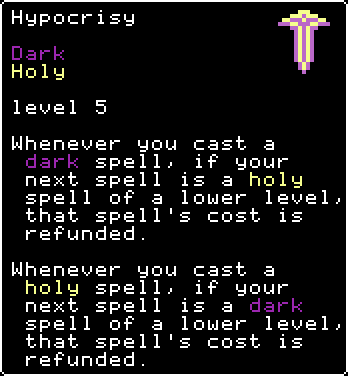 Hypocrisy
Dark
Holy
level 5
Whenever you cast a
dark spell, if your
next spell is a holy
spell of a lower level,
that spell's cost is
refunded.
Whenever you cast a
holy spell, if your
next spell is a dark
spell of a lower level,
that spell's cost is
refunded.